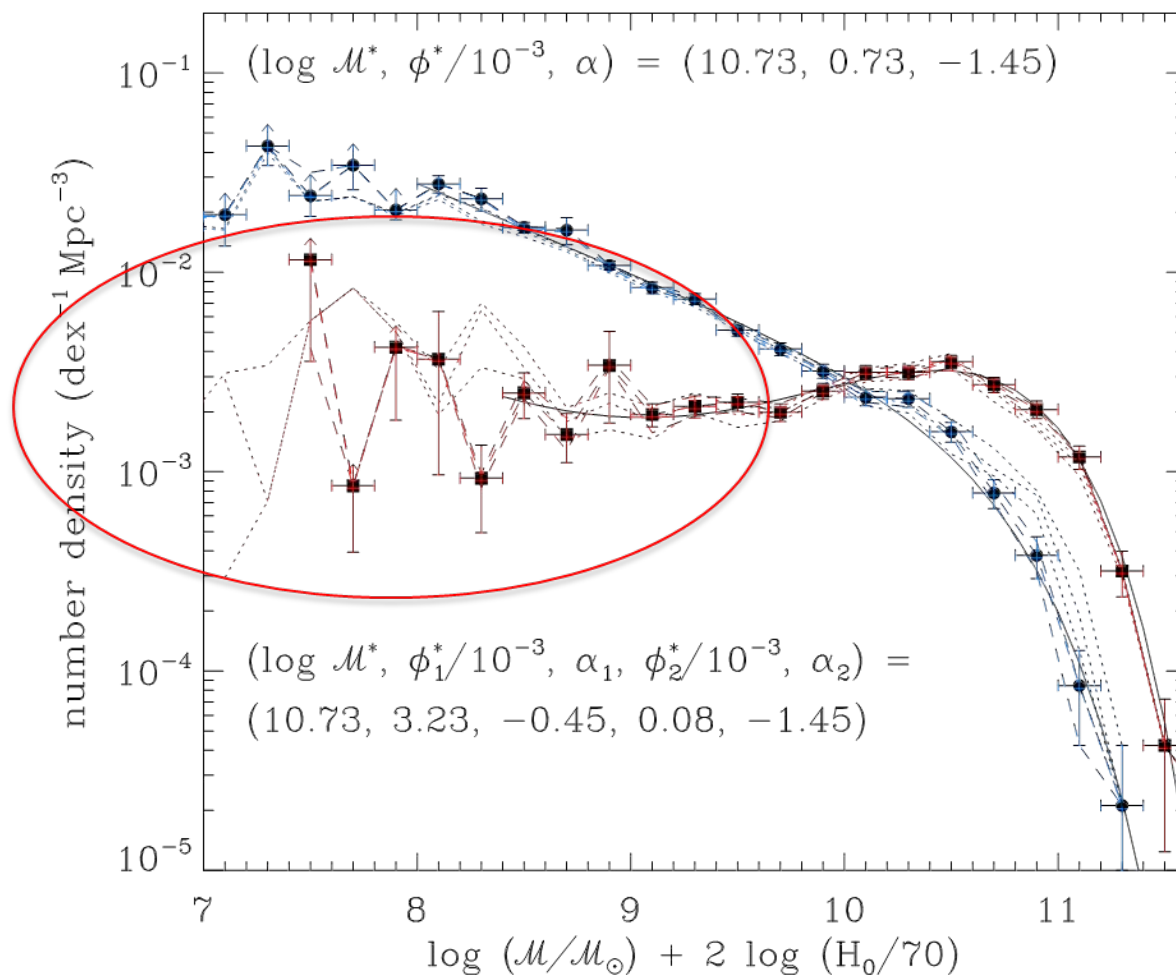 (log ℳ*, ϕ*/10⁻³, α) = (10.73, 0.73, −1.45)
10⁻¹
10⁻²
10⁻³
10⁻⁴
10⁻⁵
number density (dex⁻¹ Mpc⁻³)
(log ℳ*, ϕ₁*/10⁻³, α₁, ϕ₂*/10⁻³, α₂) =
(10.73, 3.23, −0.45, 0.08, −1.45)
7 8 9 10 11
log (ℳ/ℳ⊙) + 2 log (H₀/70)